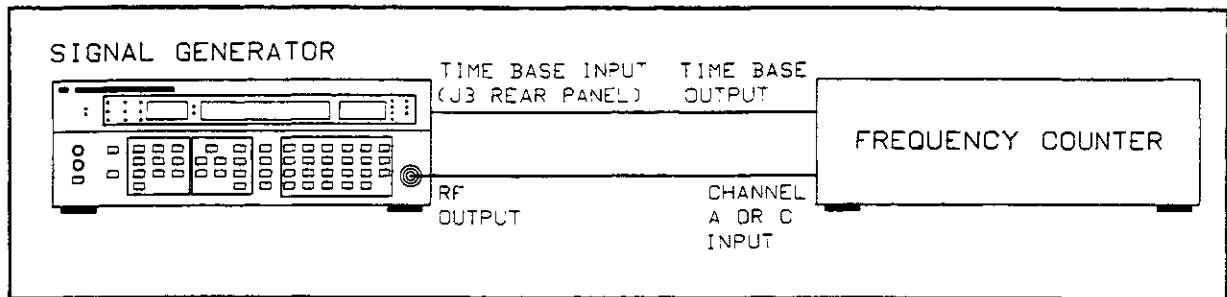 SIGNAL GENERATOR
TIME BASE INPUT
(J3 REAR PANEL)
TIME BASE
OUTPUT
FREQUENCY COUNTER
RF
OUTPUT
CHANNEL
A OR C
INPUT